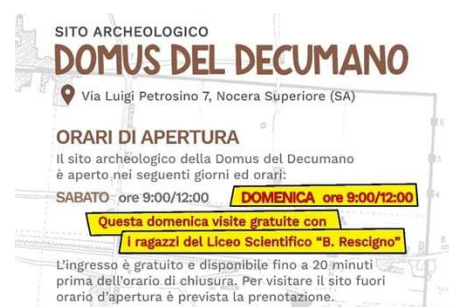 SITO ARCHEOLOGICO
DOMUS DEL DECUMANO
Via Luigi Petrosino 7, Nocera Superiore (SA)
ORARI DI APERTURA
Il sito archeologico della Domus del Decumano
è aperto nei seguenti giorni ed orari:
SABATO ore 9:00/12:00 DOMENICA ore 9:00/12:00
Questa domenica visite gratuite con
i ragazzi del Liceo Scientifico "B. Rescigno"
L'ingresso è gratuito e disponibile fino a 20 minuti
prima dell'orario di chiusura. Per visitare il sito fuori
orario d'apertura è prevista la prenotazione.